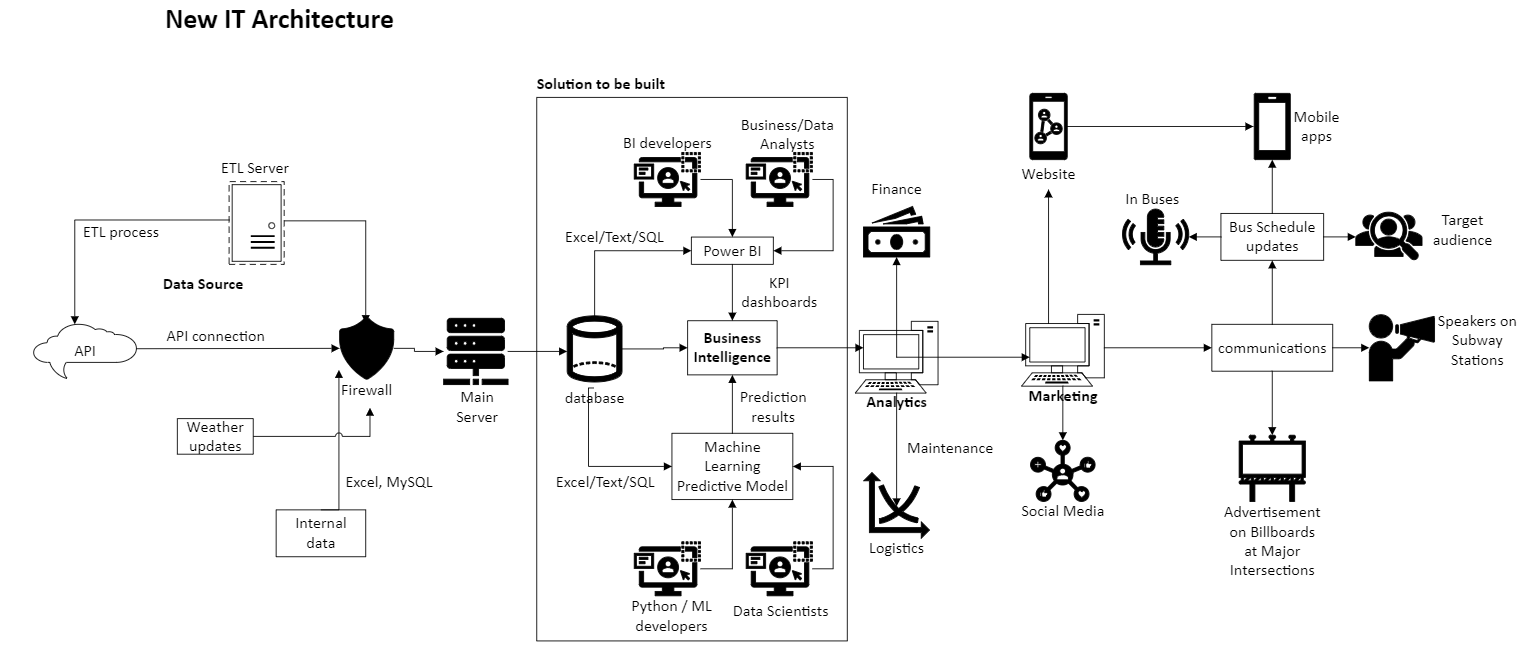 New IT Architecture
Solution to be built
BI developers
Business/Data
Analysts
ETL Server
ETL process
Data Source
API
API connection
Firewall
Weather
updates
Excel, MySQL
Internal
data
Main
Server
database
Excel/Text/SQL
Power BI
KPI
dashboards
Business
Intelligence
Prediction
results
Machine
Learning
Predictive Model
Excel/Text/SQL
Python / ML
developers
Data Scientists
Finance
Analytics
Maintenance
Logistics
Website
Marketing
Social Media
Mobile
apps
In Buses
Bus Schedule
updates
Target
audience
communications
Speakers on
Subway
Stations
Advertisement
on Billboards
at Major
Intersections